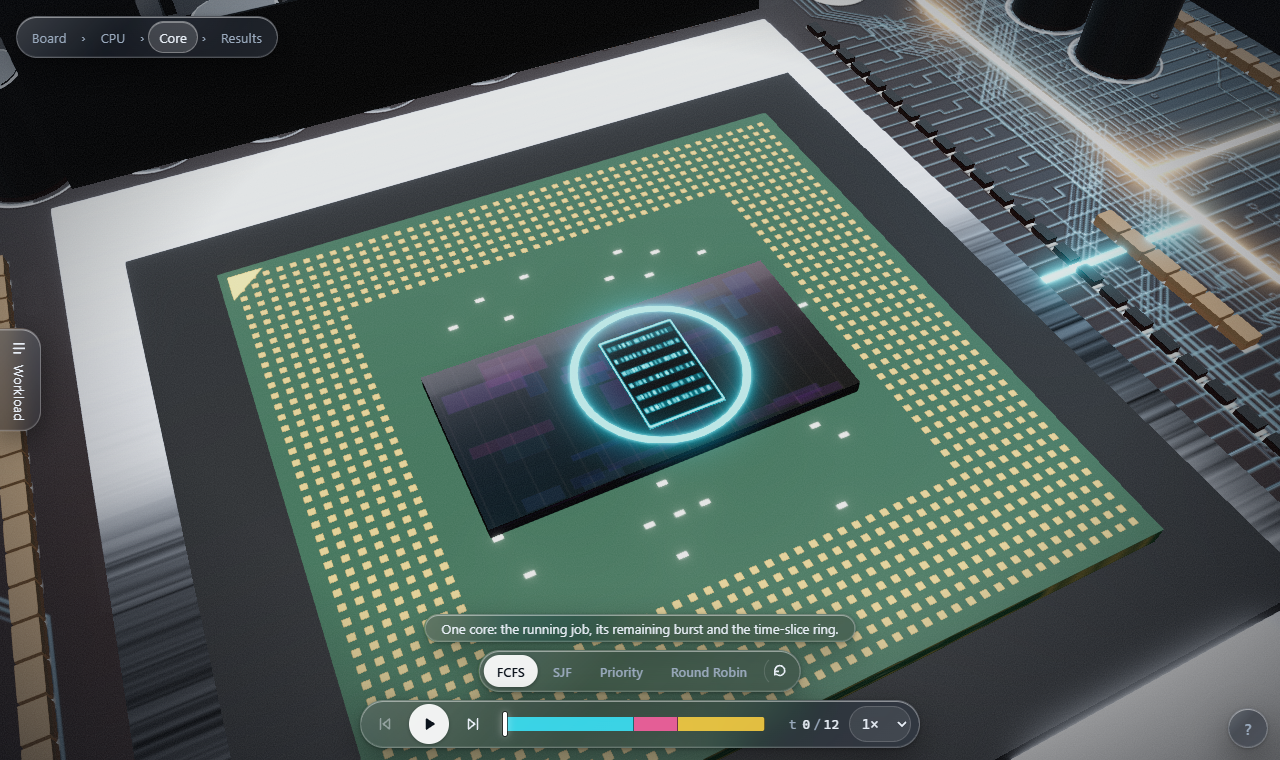 Board › CPU › Core › Results
Workload
One core: the running job, its remaining burst and the time-slice ring.
FCFS SJF Priority Round Robin
t 0/12 1×
?